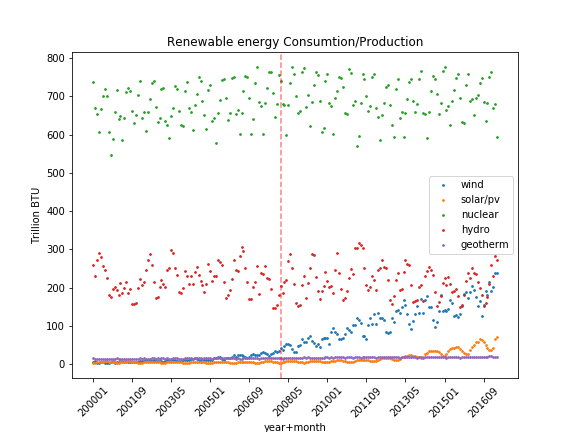 Renewable energy Consumtion/Production
Trillion BTU
800
700
600
500
400
300
200
100
0
wind
solar/pv
nuclear
hydro
geotherm
200001
200109
200305
200501
200609
200805
201001
201109
201305
201501
201609
year+month